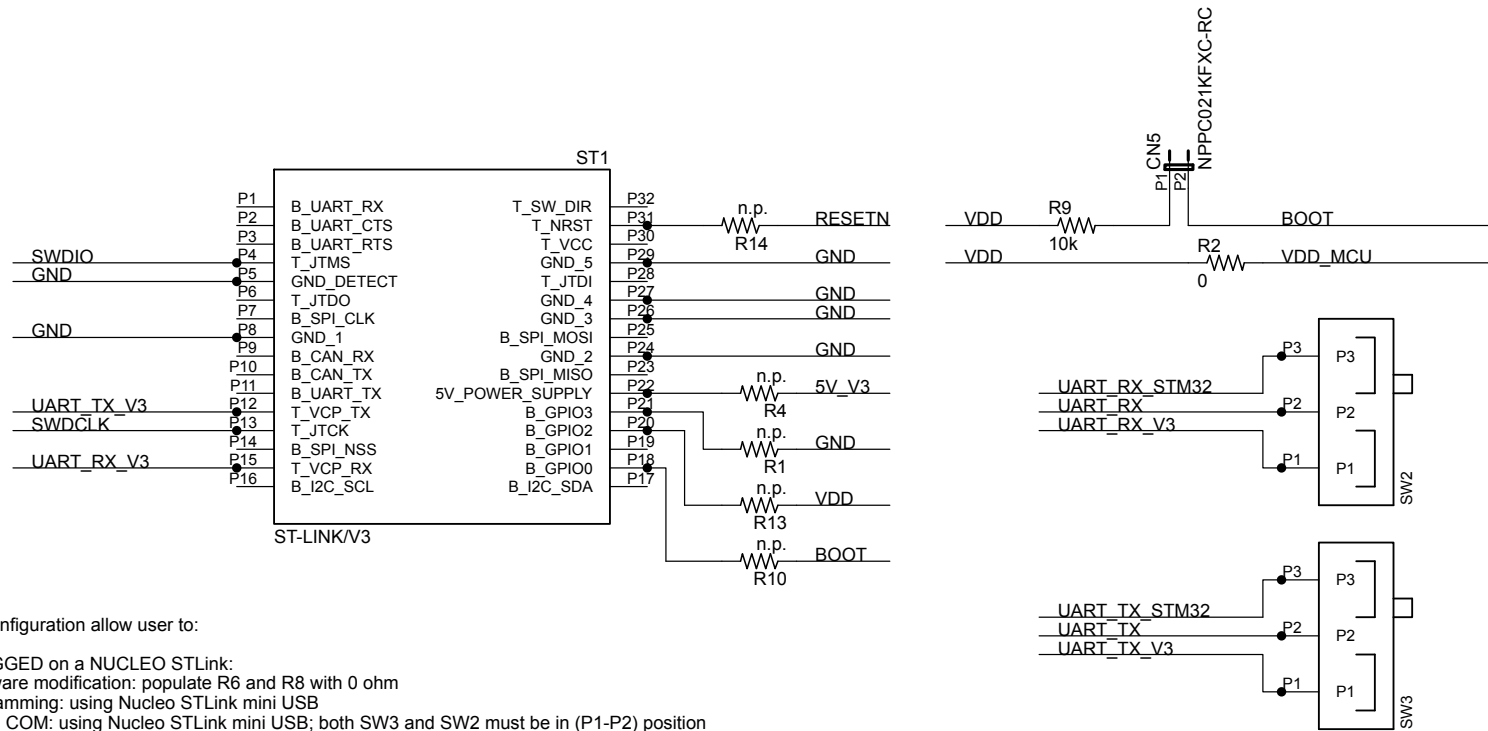 NPPC021KFXC-RC
CN5
P1
P2
ST1
P1
B_UART_RX
T_SW_DIR
P32
P2
B_UART_CTS
T_NRST
P31
n.p.
R14
RESETN
P3
B_UART_RTS
T_VCC
P30
SWDIO
P4
T_JTMS
GND_5
P29
GND
GND
P5
GND_DETECT
T_JTDI
P28
P6
T_JTDO
GND_4
P27
GND
P7
B_SPI_CLK
GND_3
P26
GND
GND
P8
GND_1
B_SPI_MOSI
P25
P9
B_CAN_RX
GND_2
P24
GND
P10
B_CAN_TX
B_SPI_MISO
P23
P11
B_UART_TX
5V_POWER_SUPPLY
P22
n.p.
R4
5V_V3
UART_TX_V3
P12
T_VCP_TX
B_GPIO3
P21
n.p.
R1
GND
SWDCLK
P13
T_JTCK
B_GPIO2
P20
n.p.
R13
VDD
P14
B_SPI_NSS
B_GPIO1
P19
UART_RX_V3
P15
T_VCP_RX
B_GPIO0
P18
n.p.
R10
BOOT
P16
B_I2C_SCL
B_I2C_SDA
P17
ST-LINK/V3
VDD
R9
10k
BOOT
VDD
R2
0
VDD_MCU
P3
P3
UART_RX_STM32
UART_RX
P2
P2
UART_RX_V3
P1
P1
SW2
P3
P3
UART_TX_STM32
UART_TX
P2
P2
UART_TX_V3
P1
P1
SW3
nfiguration allow user to:
GGED on a NUCLEO STLink:
ware modification: populate R6 and R8 with 0 ohm
amming: using Nucleo STLink mini USB
COM: using Nucleo STLink mini USB; both SW3 and SW2 must be in (P1-P2) position